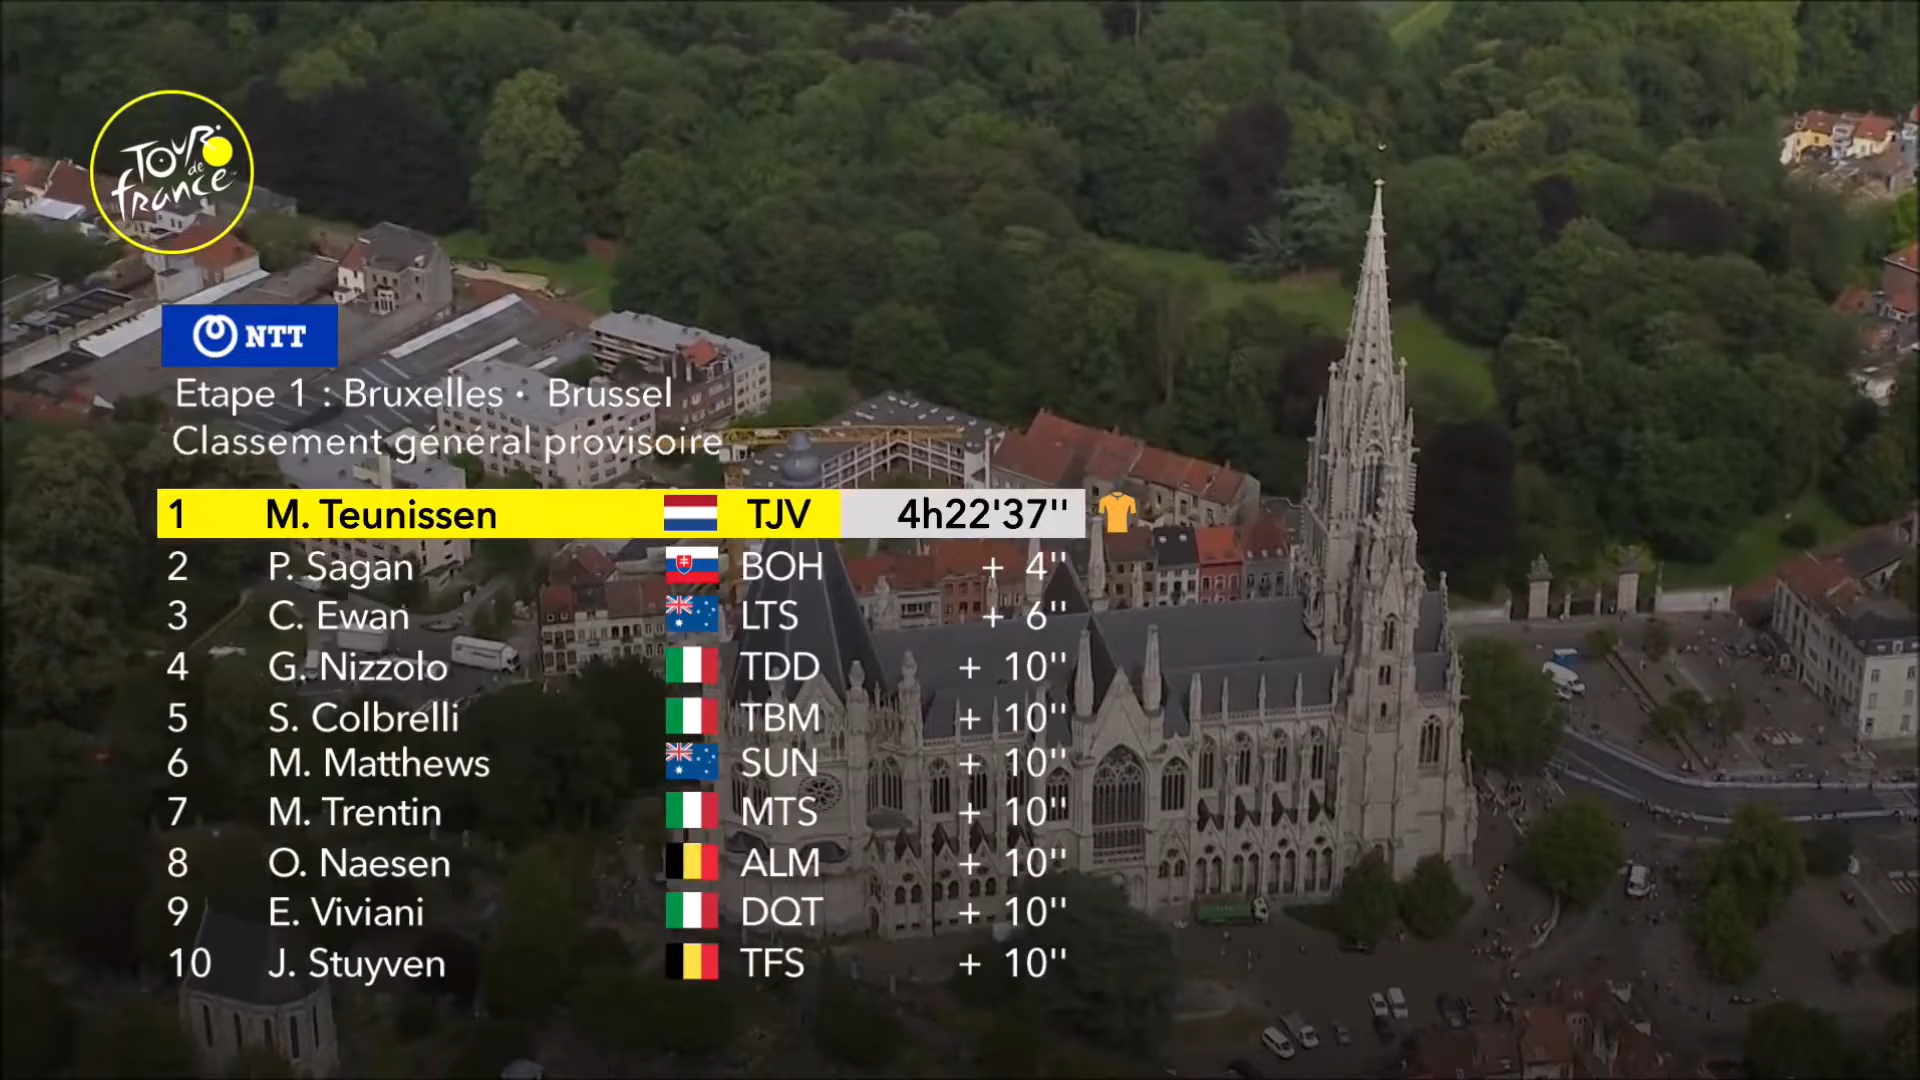 TOUR de france
NTT
Etape 1 : Bruxelles · Brussel
Classement général provisoire
1 M. Teunissen TJV 4h22'37''
2 P. Sagan BOH + 4''
3 C. Ewan LTS + 6''
4 G. Nizzolo TDD + 10''
5 S. Colbrelli TBM + 10''
6 M. Matthews SUN + 10''
7 M. Trentin MTS + 10''
8 O. Naesen ALM + 10''
9 E. Viviani DQT + 10''
10 J. Stuyven TFS + 10''